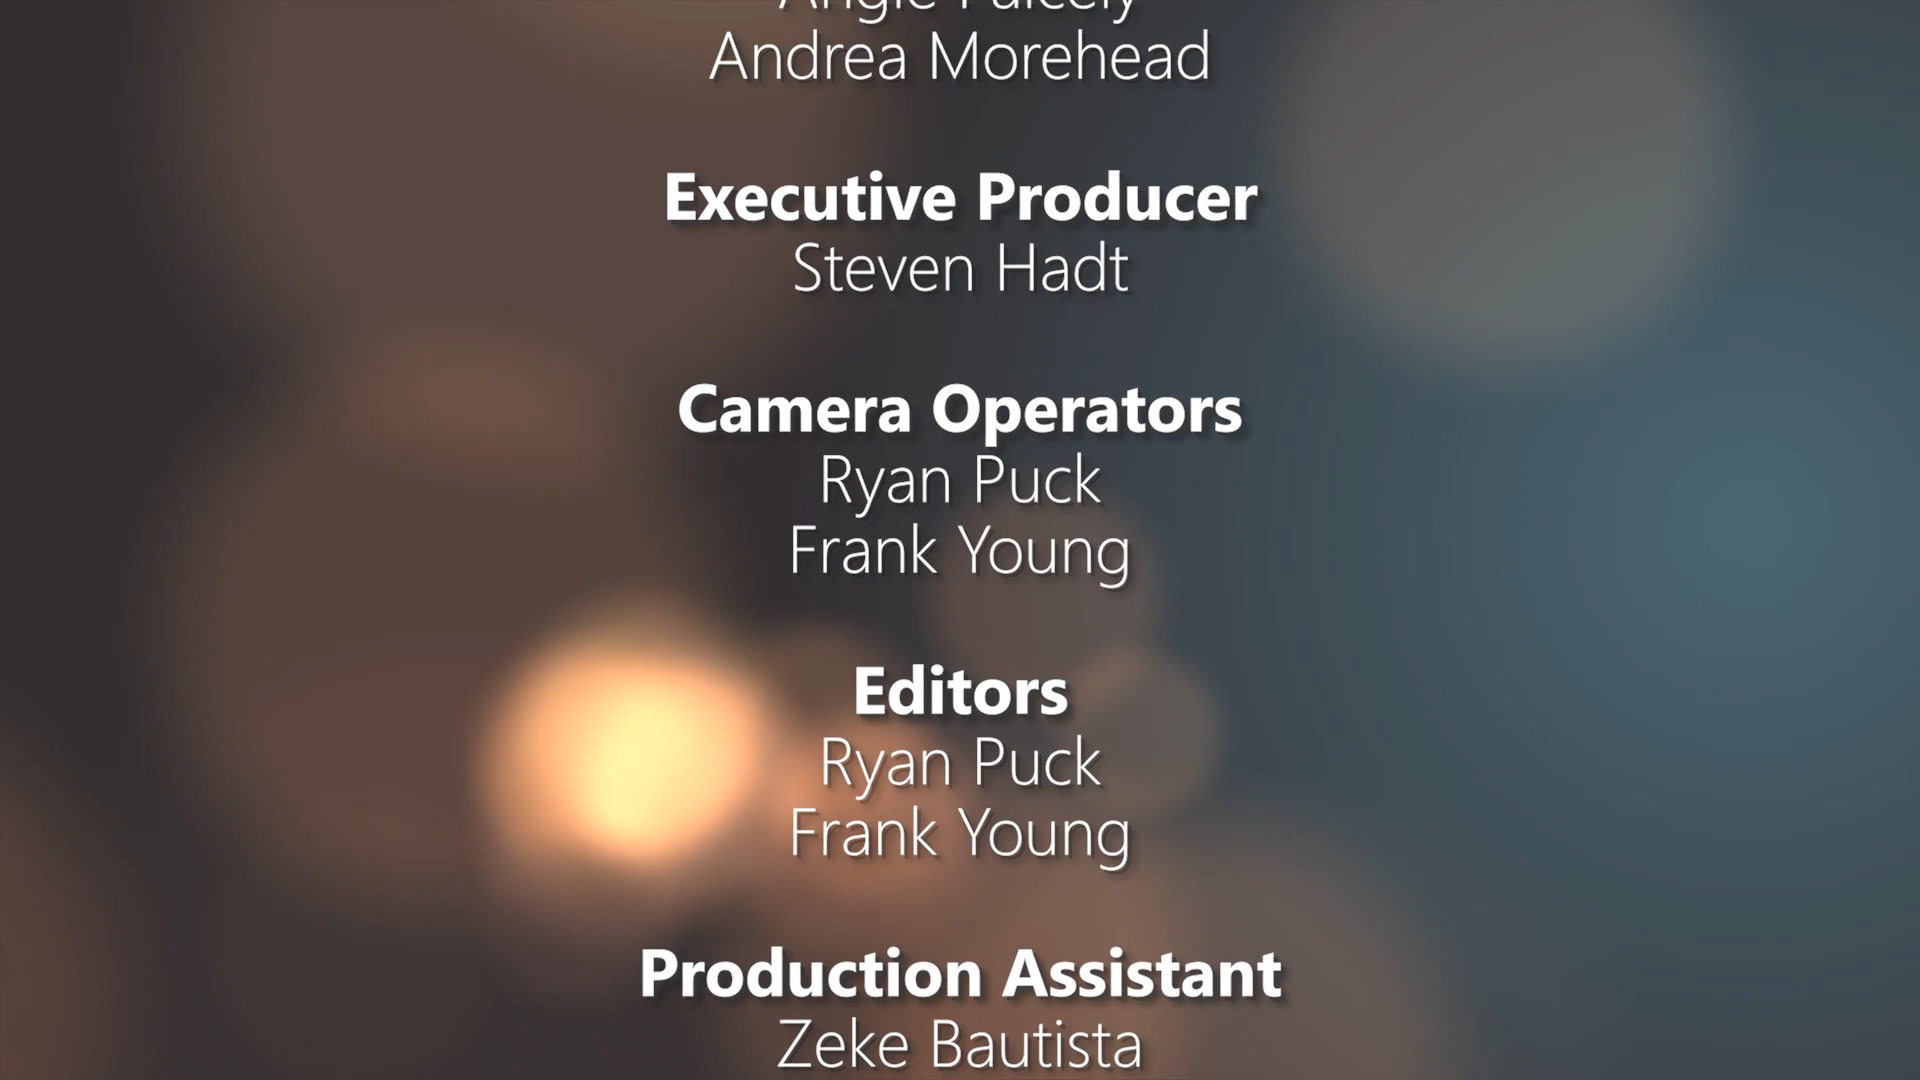 Andrea Morehead
Executive Producer
Steven Hadt
Camera Operators
Ryan Puck
Frank Young
Editors
Ryan Puck
Frank Young
Production Assistant
Zeke Bautista